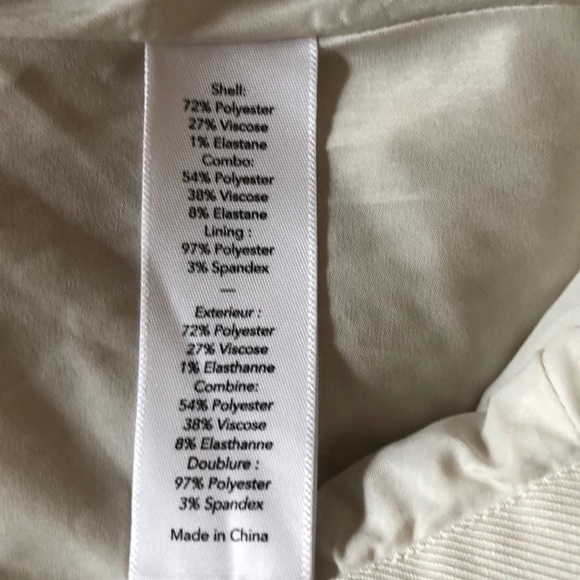 Shell:
72% Polyester
27% Viscose
1% Elastane
Combo:
54% Polyester
38% Viscose
8% Elastane
Lining :
97% Polyester
3% Spandex
—
Exterieur :
72% Polyester
27% Viscose
1% Elasthanne
Combine:
54% Polyester
38% Viscose
8% Elasthanne
Doublure :
97% Polyester
3% Spandex
Made in China